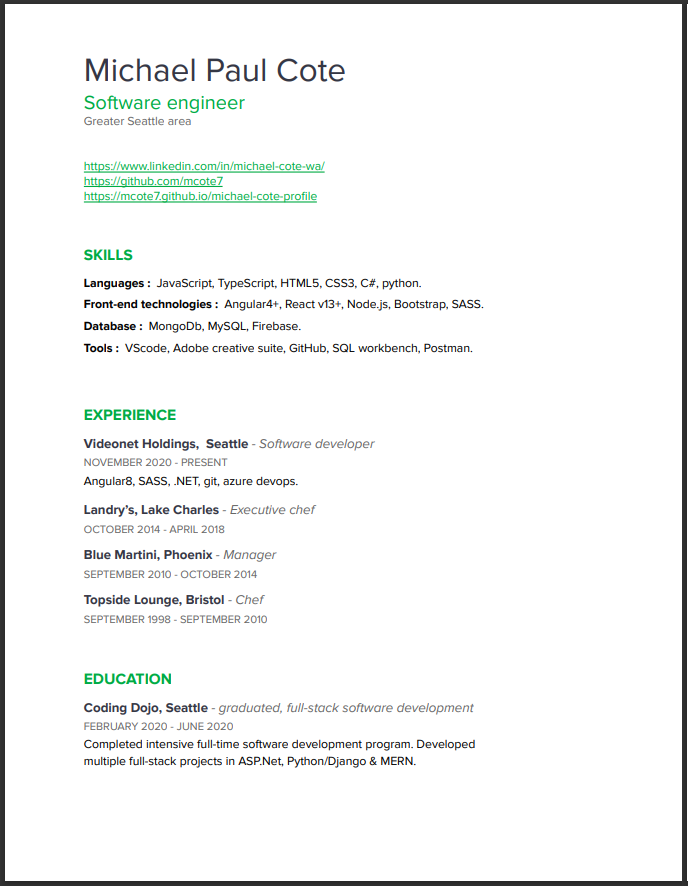 Michael Paul Cote
Software engineer
Greater Seattle area
https://www.linkedin.com/in/michael-cote-wa/
https://github.com/mcote7
https://mcote7.github.io/michael-cote-profile
SKILLS
Languages :  JavaScript, TypeScript, HTML5, CSS3, C#, python.
Front-end technologies :  Angular4+, React v13+, Node.js, Bootstrap, SASS.
Database :  MongoDb, MySQL, Firebase.
Tools :  VScode, Adobe creative suite, GitHub, SQL workbench, Postman.
EXPERIENCE
Videonet Holdings,  Seattle - Software developer
NOVEMBER 2020 - PRESENT
Angular8, SASS, .NET, git, azure devops.
Landry’s, Lake Charles - Executive chef
OCTOBER 2014 - APRIL 2018
Blue Martini, Phoenix - Manager
SEPTEMBER 2010 - OCTOBER 2014
Topside Lounge, Bristol - Chef
SEPTEMBER 1998 - SEPTEMBER 2010
EDUCATION
Coding Dojo, Seattle - graduated, full-stack software development
FEBRUARY 2020 - JUNE 2020
Completed intensive full-time software development program. Developed
multiple full-stack projects in ASP.Net, Python/Django & MERN.